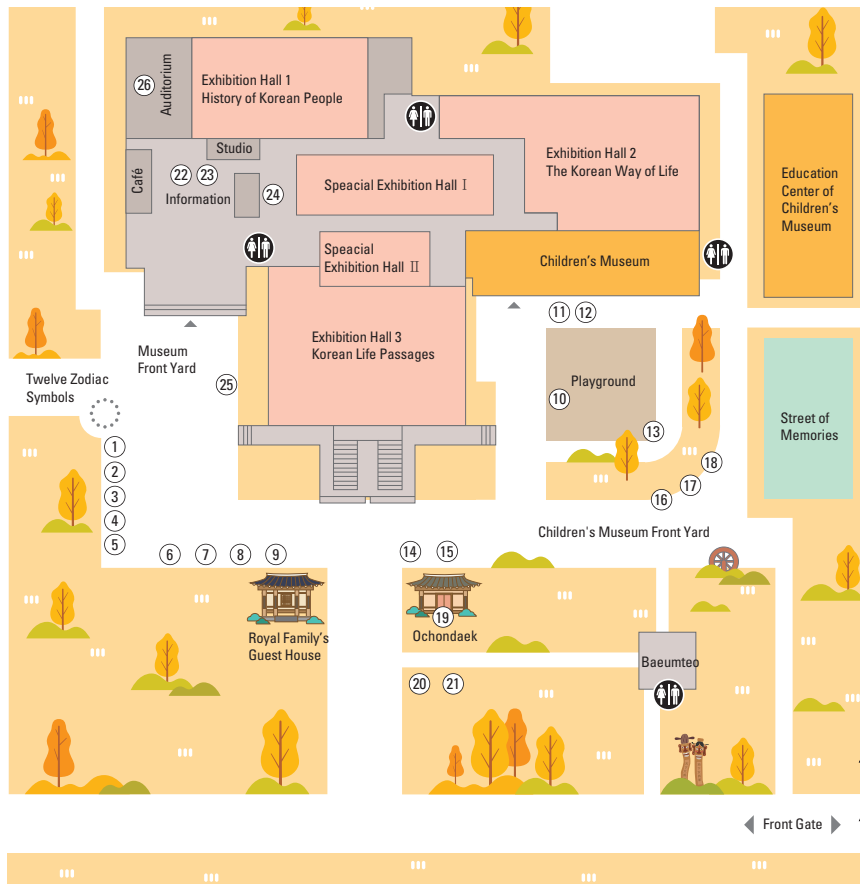 26
Auditorium
Exhibition Hall 1
History of Korean People
Studio
Café
22
23
Information
24
Speacial Exhibition Hall Ⅰ
Exhibition Hall 2
The Korean Way of Life
Education
Center of
Children's
Museum
Speacial
Exhibition Hall Ⅱ
Children's Museum
11
12
Museum
Front Yard
Exhibition Hall 3
Korean Life Passages
25
Twelve Zodiac
Symbols
Playground
10
13
Street of
Memories
1
2
3
4
5
18
17
16
Children's Museum Front Yard
6
7
8
9
14
15
Royal Family's
Guest House
19
Ochondaek
Baeumteo
20
21
Front Gate